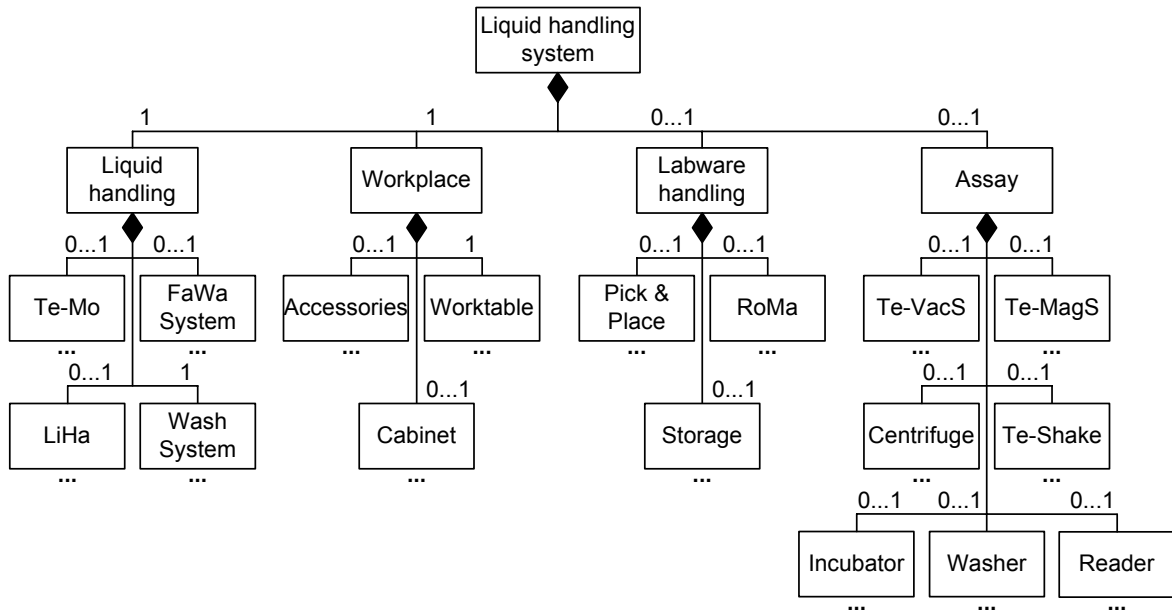 Liquid handling
system
1
1
0...1
0...1
Liquid
handling
Workplace
Labware
handling
Assay
0...1
0...1
0...1
1
0...1
0...1
0...1
0...1
Te-Mo
FaWa
System
Accessories
Worktable
Pick &
Place
RoMa
Te-VacS
Te-MagS
...
...
...
...
...
...
...
...
0...1
1
0...1
0...1
0...1
0...1
LiHa
Wash
System
Cabinet
Storage
Centrifuge
Te-Shake
...
...
...
...
...
...
0...1
0...1
0...1
Incubator
Washer
Reader
...
...
...